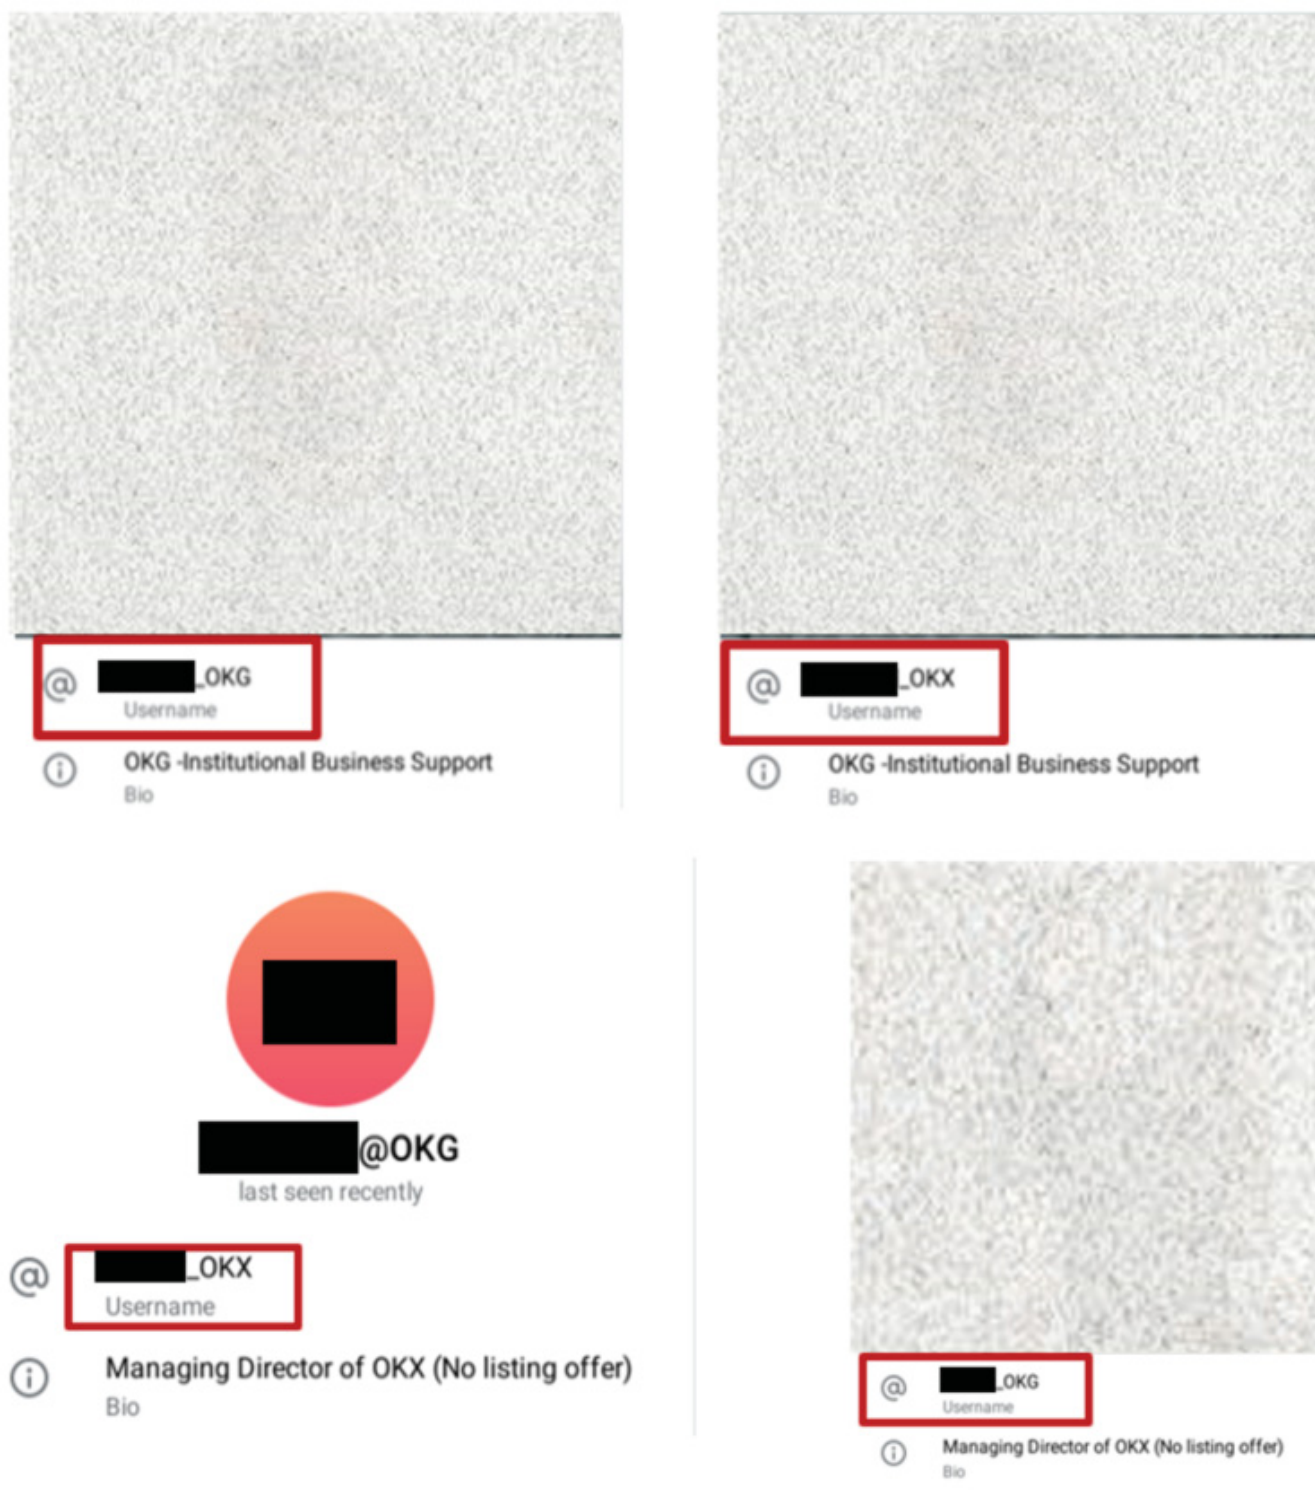 @ _OKG
Username
OKG -Institutional Business Support
Bio
@ _OKX
Username
OKG -Institutional Business Support
Bio
@OKG
last seen recently
@ _OKX
Username
Managing Director of OKX (No listing offer)
Bio
@ _OKG
Username
Managing Director of OKX (No listing offer)
Bio